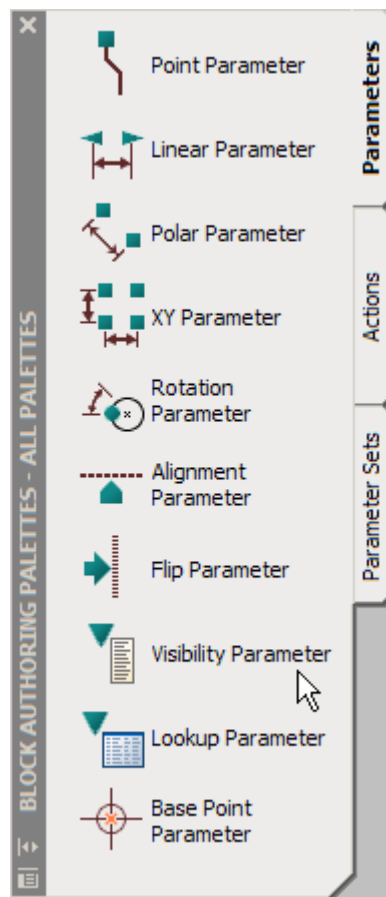 Point Parameter
Linear Parameter
Polar Parameter
XY Parameter
Rotation
Parameter
Alignment
Parameter
Flip Parameter
Visibility Parameter
Lookup Parameter
Base Point
Parameter
Parameters
Actions
Parameter Sets
BLOCK AUTHORING PALETTES - ALL PALETTES